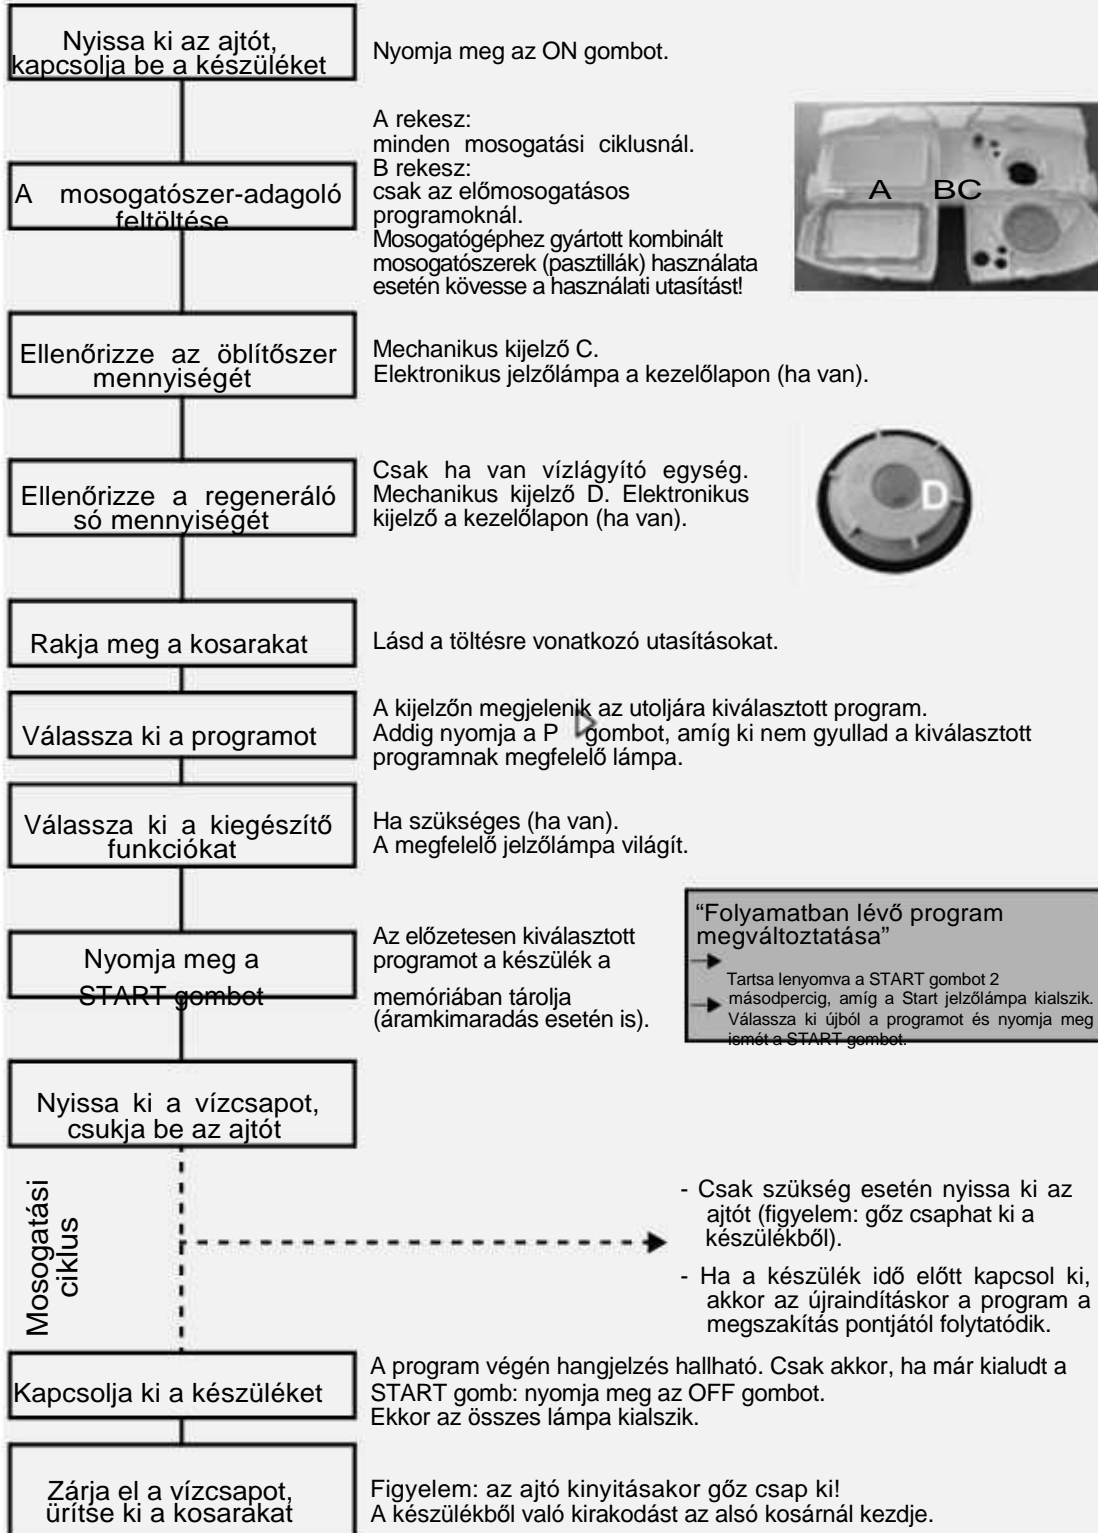 Nyissa ki az ajtót,
kapcsolja be a készüléket
Nyomja meg az ON gombot.
A mosogatószer-adagoló
feltöltése
A rekesz:
minden mosogatási ciklusnál.
B rekesz:
csak az előmosogatásos
programoknál.
Mosogatógéphez gyártott kombinált
mosogatószerek (pasztillák) használata
esetén kövesse a használati utasítást!
A BC
Ellenőrizze az öblítőszer
mennyiségét
Mechanikus kijelző C.
Elektronikus jelzőlámpa a kezelőlapon (ha van).
Ellenőrizze a regeneráló
só mennyiségét
Csak ha van vízlágyító egység.
Mechanikus kijelző D. Elektronikus
kijelző a kezelőlapon (ha van).
D
Rakja meg a kosarakat
Lásd a töltésre vonatkozó utasításokat.
Válassza ki a programot
A kijelzőn megjelenik az utoljára kiválasztott program.
Addig nyomja a P gombot, amíg ki nem gyullad a kiválasztott
programnak megfelelő lámpa.
Válassza ki a kiegészítő
funkciókat
Ha szükséges (ha van).
A megfelelő jelzőlámpa világít.
Nyomja meg a
START gombot
Az előzetesen kiválasztott
programot a készülék a
memóriában tárolja
(áramkimaradás esetén is).
“Folyamatban lévő program
megváltoztatása”
Tartsa lenyomva a START gombot 2
másodpercig, amíg a Start jelzőlámpa kialszik.
Válassza ki újból a programot és nyomja meg
ismét a START gombot.
Nyissa ki a vízcsapot,
csukja be az ajtót
Mosogatási
ciklus
- Csak szükség esetén nyissa ki az
ajtót (figyelem: gőz csaphat ki a
készülékből).
- Ha a készülék idő előtt kapcsol ki,
akkor az újraindításkor a program a
megszakítás pontjától folytatódik.
Kapcsolja ki a készüléket
A program végén hangjelzés hallható. Csak akkor, ha már kialudt a
START gomb: nyomja meg az OFF gombot.
Ekkor az összes lámpa kialszik.
Zárja el a vízcsapot,
ürítse ki a kosarakat
Figyelem: az ajtó kinyitásakor gőz csap ki!
A készülékből való kirakodást az alsó kosárnál kezdje.